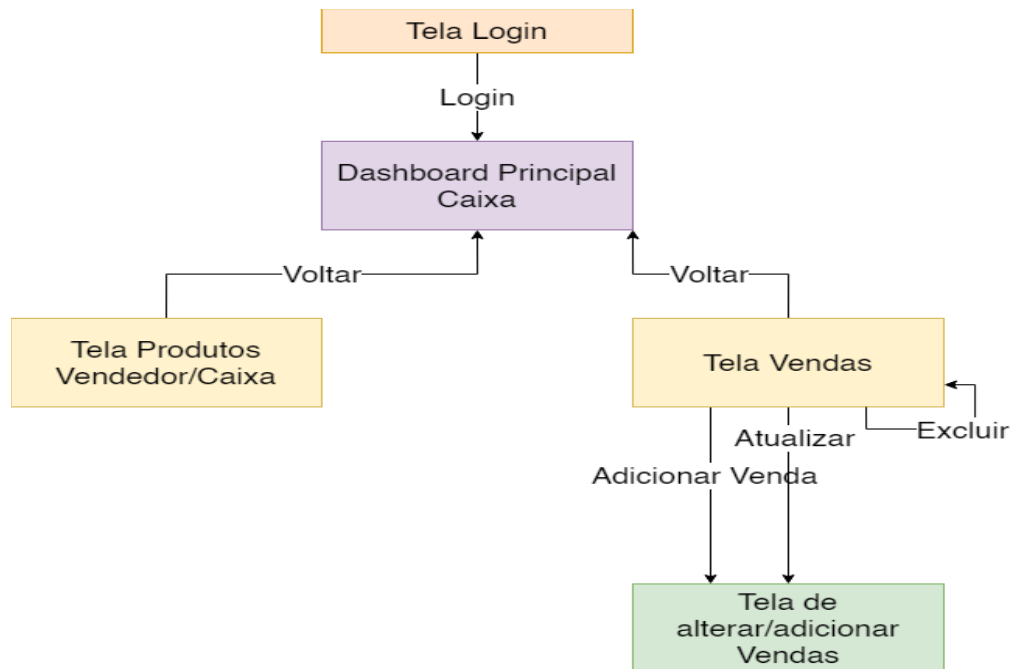 Tela Login
Login
Dashboard Principal
Caixa
Voltar
Voltar
Tela Produtos
Vendedor/Caixa
Tela Vendas
Excluir
Atualizar
Adicionar Venda
Tela de
alterar/adicionar
Vendas